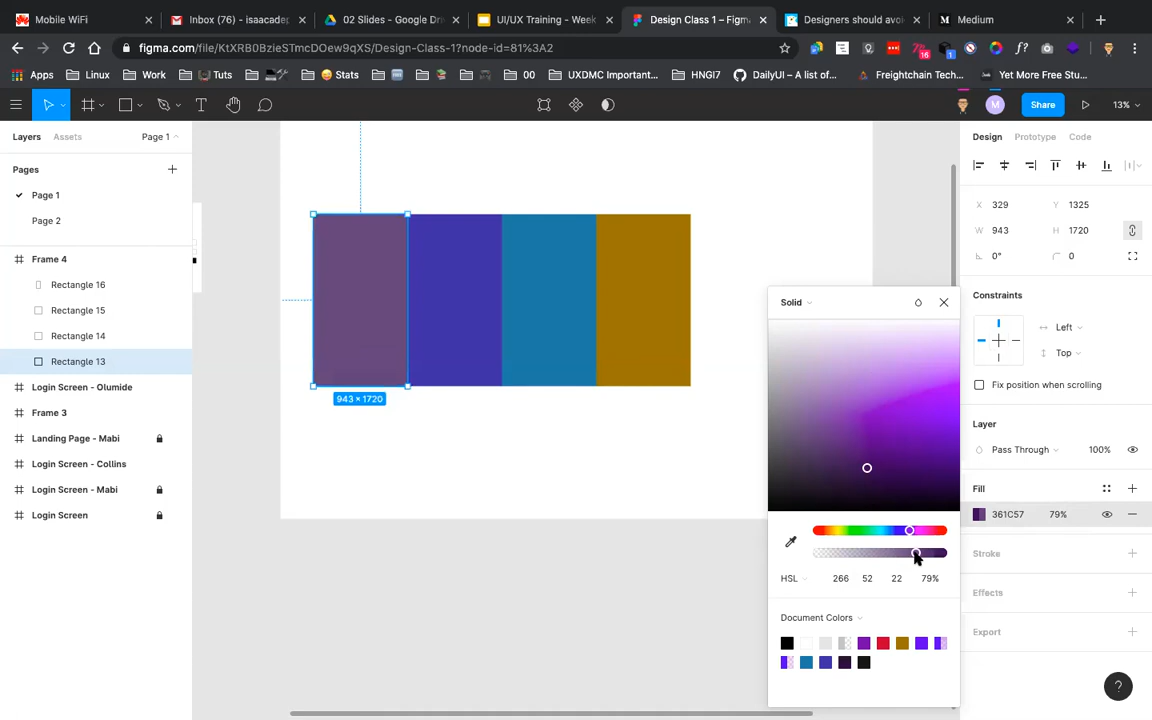 Mobile WiFi
Inbox (76) - isaacadep
02 Slides - Google Dri
UI/UX Training - Week
Design Class 1 – Figma
Designers should avoi
Medium
figma.com/file/KtXRB0BzieSTmcDOew9qXS/Design-Class-1?node-id=81%3A2
16
1
f?
Apps
Linux
Work
Tuts
Stats
00
UXDMC Important...
HNGI7
DailyUI – A list of...
Freightchain Tech...
Yet More Free Stu...
M
Share
13%
Layers
Assets
Page 1
Design
Prototype
Code
Pages
Page 1
Page 2
X 329
Y 1325
W 943
H 1720
0°
0
Frame 4
Rectangle 16
Rectangle 15
Rectangle 14
Rectangle 13
Login Screen - Olumide
Frame 3
Landing Page - Mabi
Login Screen - Collins
Login Screen - Mabi
Login Screen
943 × 1720
Solid
HSL
266
52
22
79%
Document Colors
Constraints
Left
Top
Fix position when scrolling
Layer
Pass Through
100%
Fill
361C57
79%
Stroke
Effects
Export
?